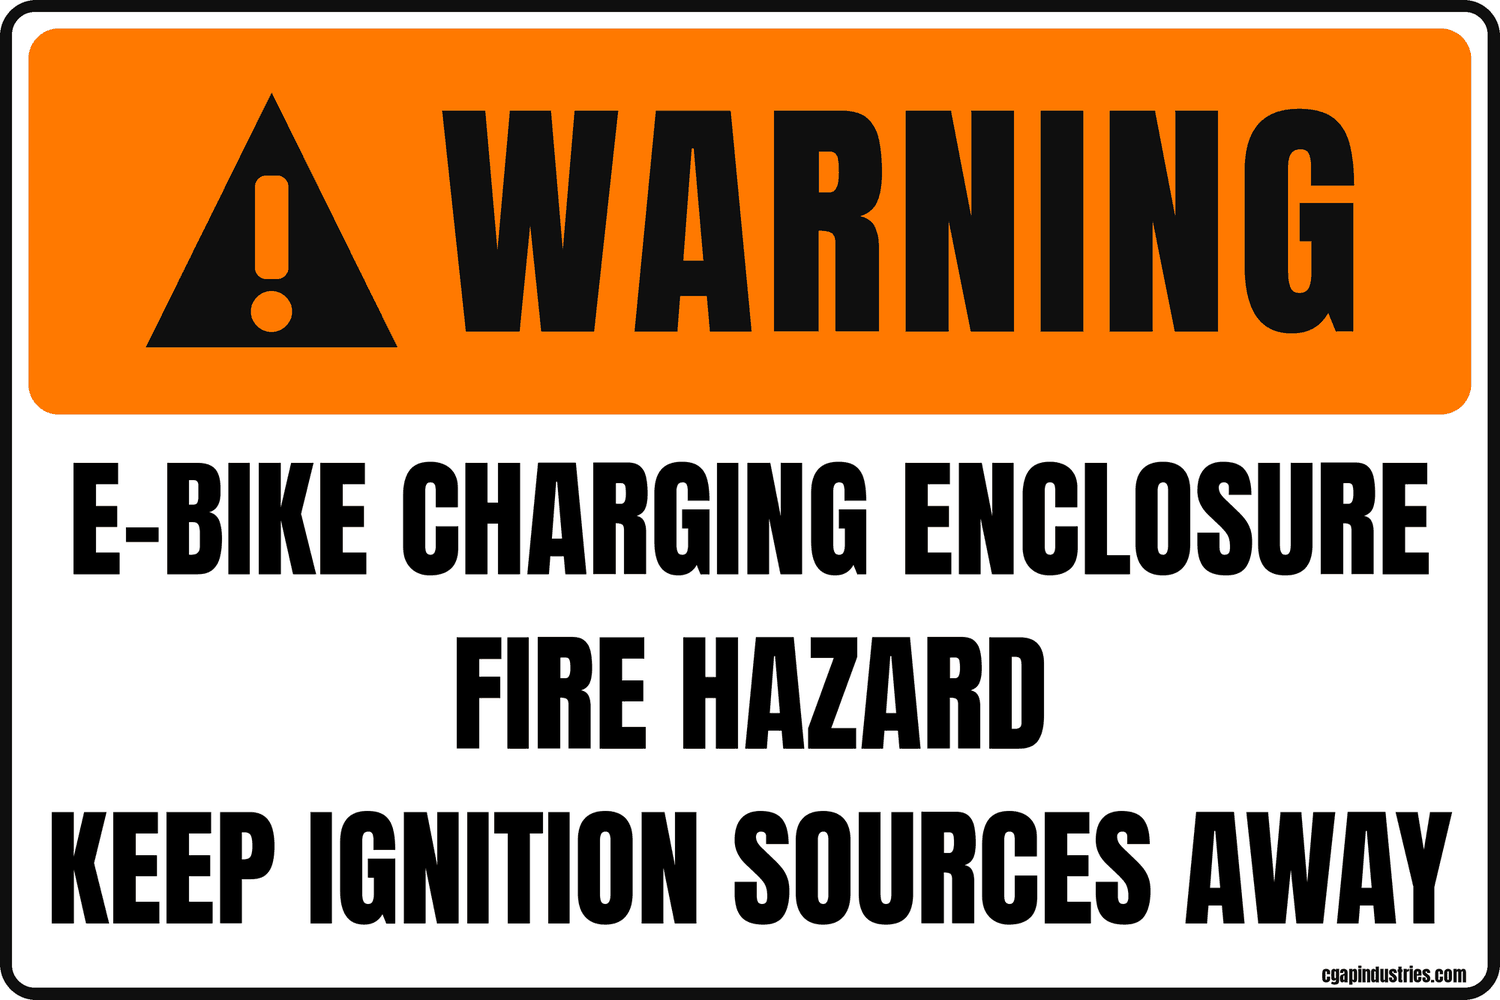 WARNING
E-BIKE CHARGING ENCLOSURE
FIRE HAZARD
KEEP IGNITION SOURCES AWAY
cgapindustries.com